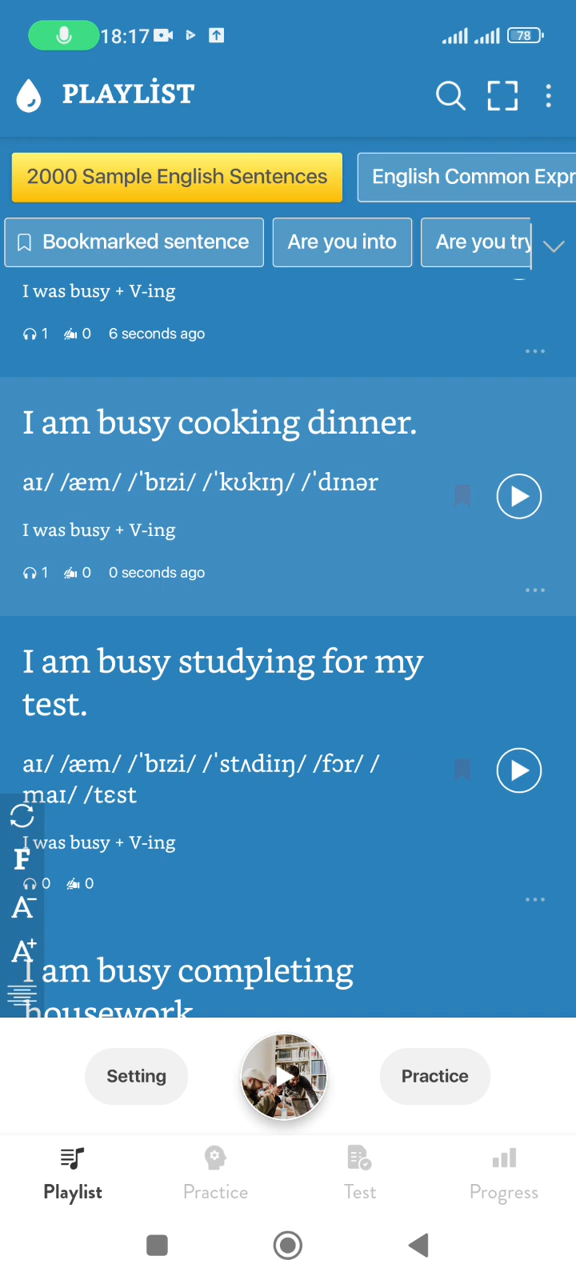 18:17
78
PLAYLİST
2000 Sample English Sentences
English Common Expr
Bookmarked sentence
Are you into
Are you try
I was busy + V-ing
1 0 6 seconds ago
I am busy cooking dinner.
aɪ/ /æm/ /ˈbɪzi/ /ˈkʊkɪŋ/ /ˈdɪnər
I was busy + V-ing
1 0 0 seconds ago
I am busy studying for my
test.
aɪ/ /æm/ /ˈbɪzi/ /ˈstʌdiɪŋ/ /fɔr/ /
maɪ/ /tɛst
I was busy + V-ing
F
0 0
A-
A+
I am busy completing
housework
Setting
Practice
Playlist
Practice
Test
Progress